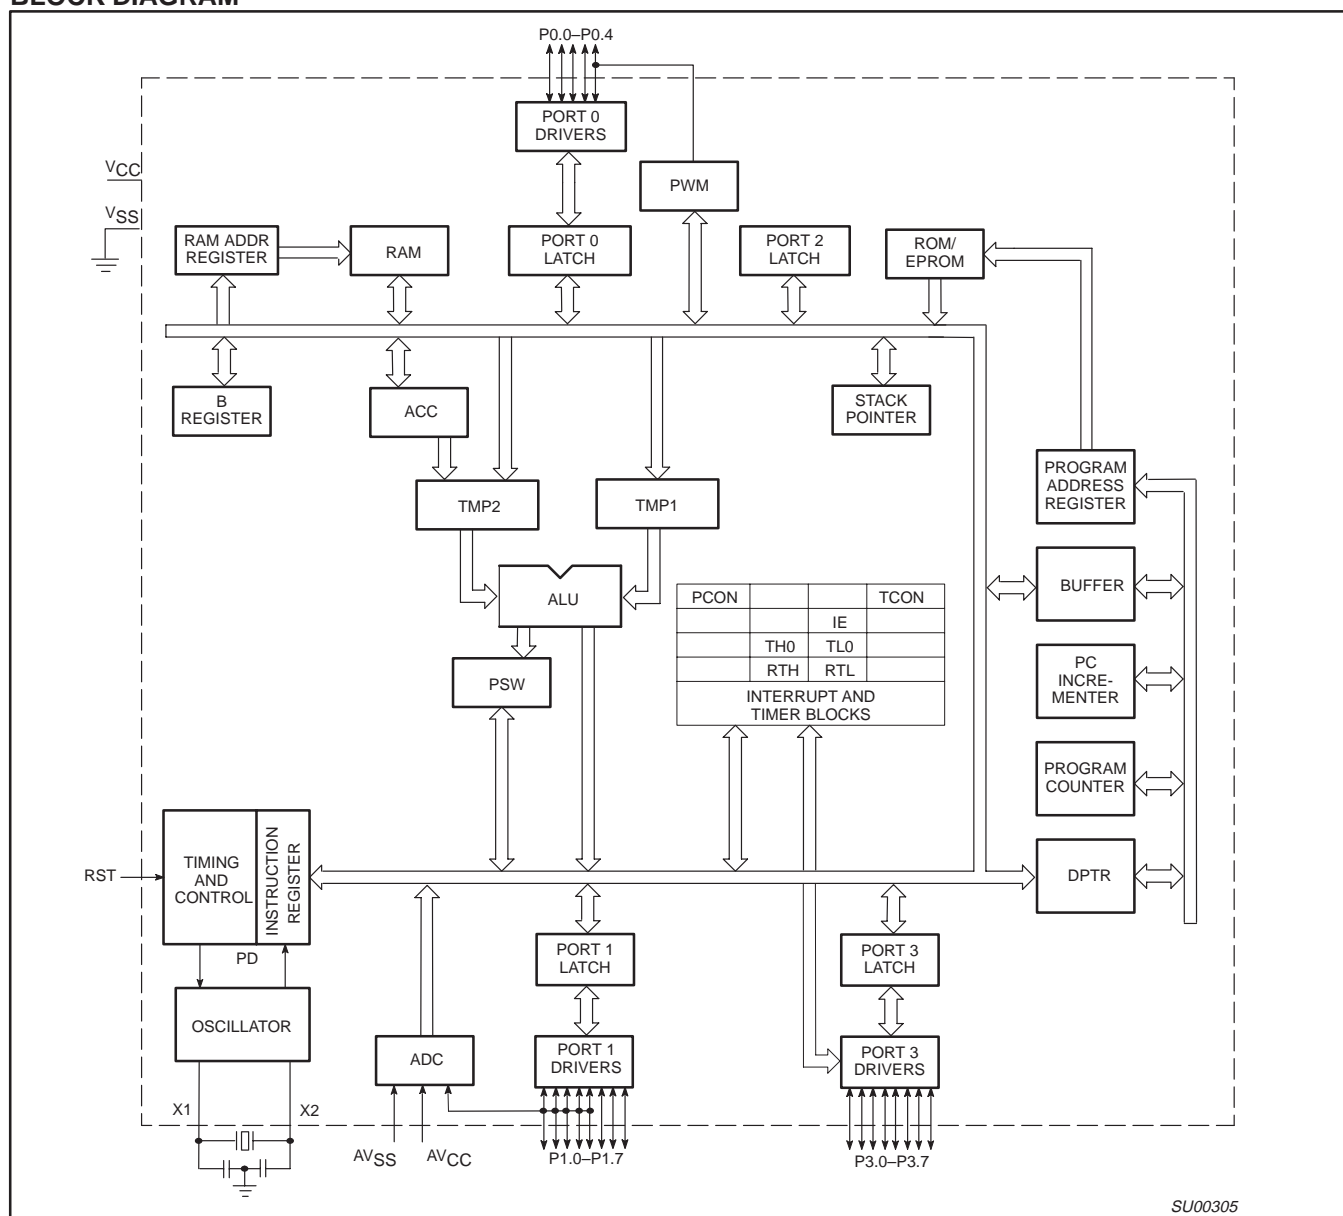 BLOCK DIAGRAM
P0.0–P0.4
PORT 0
DRIVERS
VCC
PWM
VSS
RAM ADDR
REGISTER
RAM
PORT 0
LATCH
PORT 2
LATCH
ROM/
EPROM
B
REGISTER
ACC
STACK
POINTER
TMP2
TMP1
PROGRAM
ADDRESS
REGISTER
ALU
PCON TCON
IE
TH0 TL0
RTH RTL
INTERRUPT AND
TIMER BLOCKS
BUFFER
PSW
PC
INCRE-
MENTER
PROGRAM
COUNTER
RST
TIMING
AND
CONTROL
INSTRUCTION
REGISTER
DPTR
PD
PORT 1
LATCH
PORT 3
LATCH
OSCILLATOR
ADC
PORT 1
DRIVERS
PORT 3
DRIVERS
X1
X2
AVSS
AVCC
P1.0–P1.7
P3.0–P3.7
SU00305